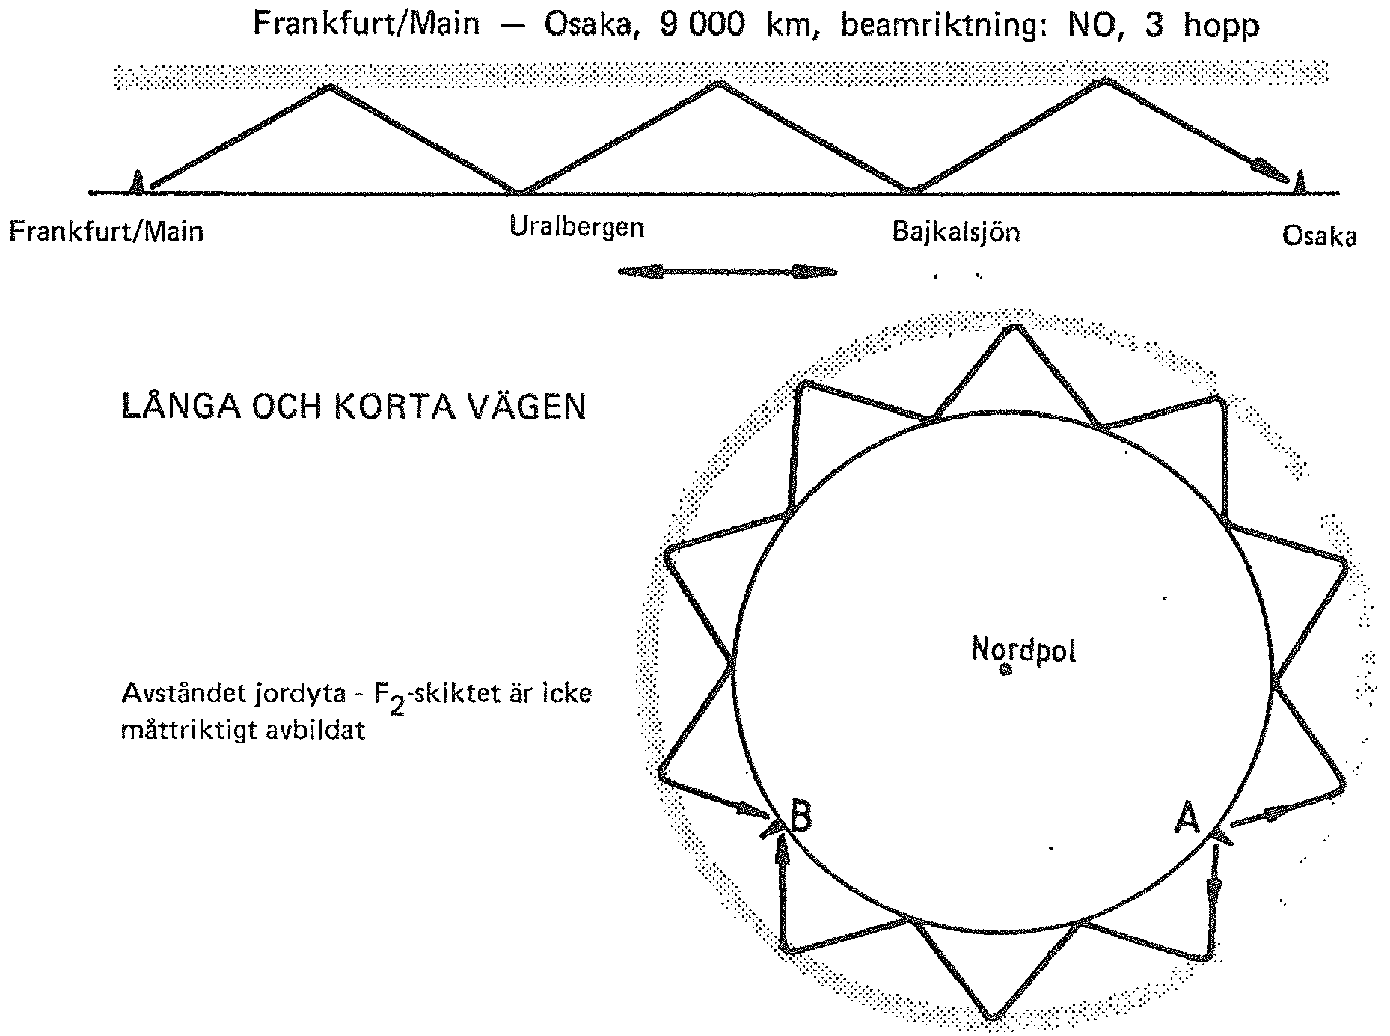 Frankfurt/Main — Osaka, 9 000 km, beamriktning: NO, 3 hopp
Frankfurt/Main
Uralbergen
Bajkalsjön
Osaka
LÅNGA OCH KORTA VÄGEN
Nordpol
Avståndet jordyta - F2-skiktet är icke
måttriktigt avbildat
B
A